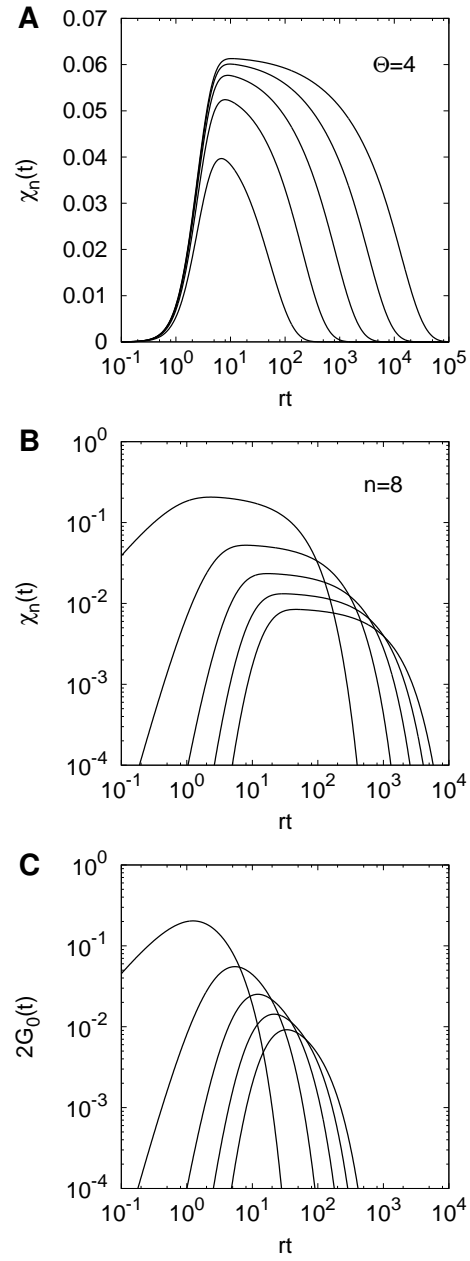 A
χₙ(t)
0.07
0.06
0.05
0.04
0.03
0.02
0.01
0
Θ=4
10⁻¹ 10⁰ 10¹ 10² 10³ 10⁴ 10⁵
rt
B
χₙ(t)
10⁰
10⁻¹
10⁻²
10⁻³
10⁻⁴
n=8
10⁻¹ 10⁰ 10¹ 10² 10³ 10⁴
rt
C
2G₀(t)
10⁰
10⁻¹
10⁻²
10⁻³
10⁻⁴
10⁻¹ 10⁰ 10¹ 10² 10³ 10⁴
rt